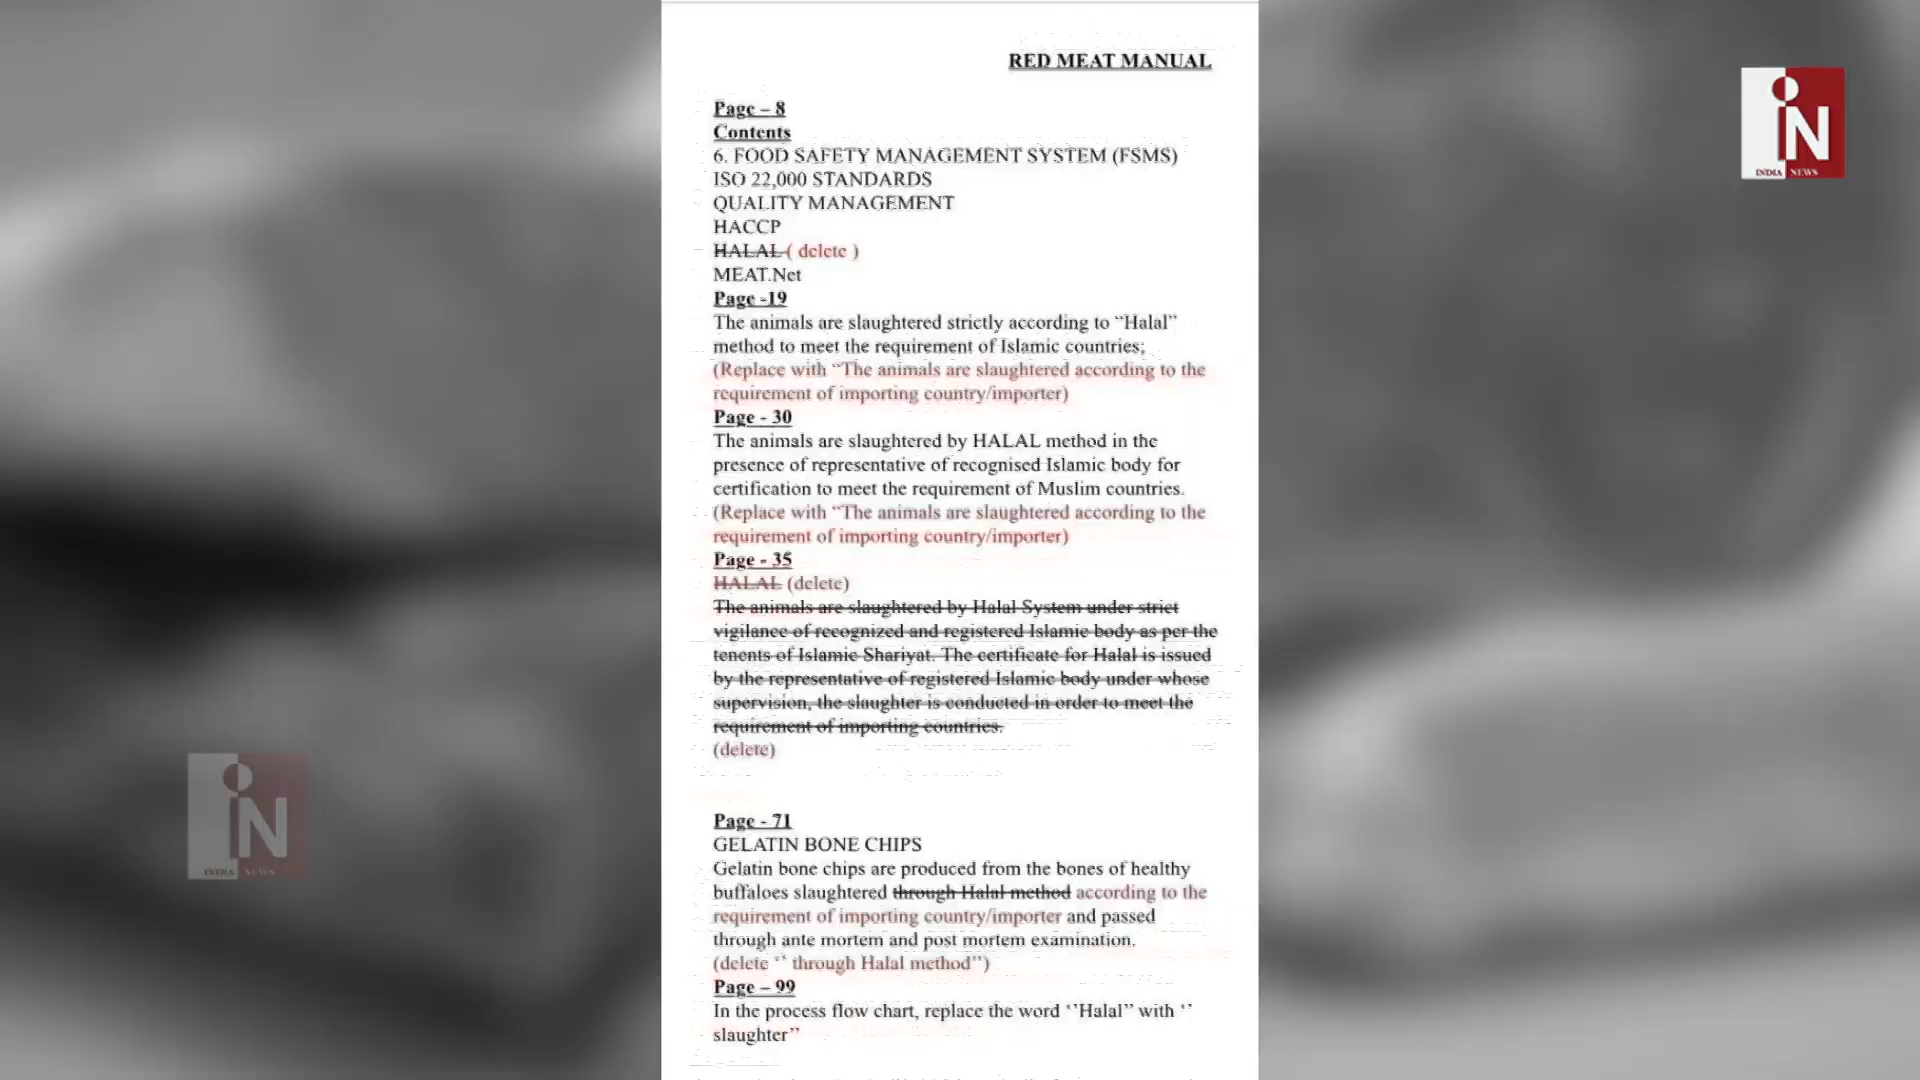 RED MEAT MANUAL
Page – 8
Contents
6. FOOD SAFETY MANAGEMENT SYSTEM (FSMS)
ISO 22,000 STANDARDS
QUALITY MANAGEMENT
HACCP
HALAL ( delete )
MEAT.Net
Page -19
The animals are slaughtered strictly according to “Halal”
method to meet the requirement of Islamic countries;
(Replace with “The animals are slaughtered according to the
requirement of importing country/importer)
Page - 30
The animals are slaughtered by HALAL method in the
presence of representative of recognised Islamic body for
certification to meet the requirement of Muslim countries.
(Replace with “The animals are slaughtered according to the
requirement of importing country/importer)
Page - 35
HALAL (delete)
The animals are slaughtered by Halal System under strict
vigilance of recognized and registered Islamic body as per the
tenents of Islamic Shariyat. The certificate for Halal is issued
by the representative of registered Islamic body under whose
supervision, the slaughter is conducted in order to meet the
requirement of importing countries.
(delete)
Page - 71
GELATIN BONE CHIPS
Gelatin bone chips are produced from the bones of healthy
buffaloes slaughtered through Halal method according to the
requirement of importing country/importer and passed
through ante mortem and post mortem examination.
(delete ‘’ through Halal method’’)
Page – 99
In the process flow chart, replace the word ‘’Halal’’ with ‘’
slaughter’’
iN
INDIA NEWS
iN
INDIA NEWS